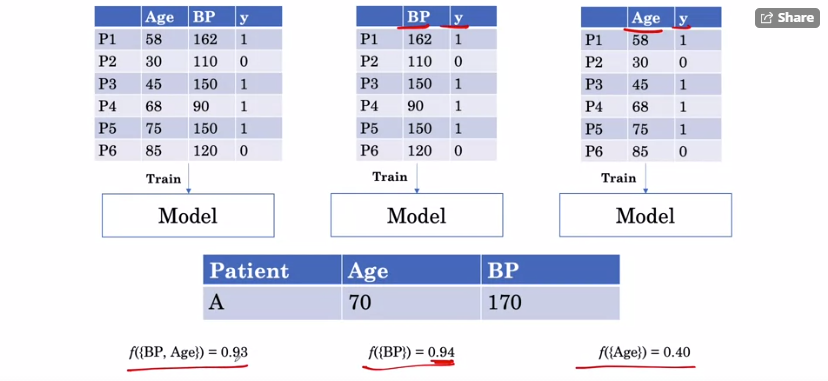 Share
Age BP y
P1 58 162 1
P2 30 110 0
P3 45 150 1
P4 68 90 1
P5 75 150 1
P6 85 120 0
Train
Model
BP y
P1 162 1
P2 110 0
P3 150 1
P4 90 1
P5 150 1
P6 120 0
Train
Model
Age y
P1 58 1
P2 30 0
P3 45 1
P4 68 1
P5 75 1
P6 85 0
Train
Model
Patient Age BP
A 70 170
f({BP, Age}) = 0.93
f({BP}) = 0.94
f({Age}) = 0.40